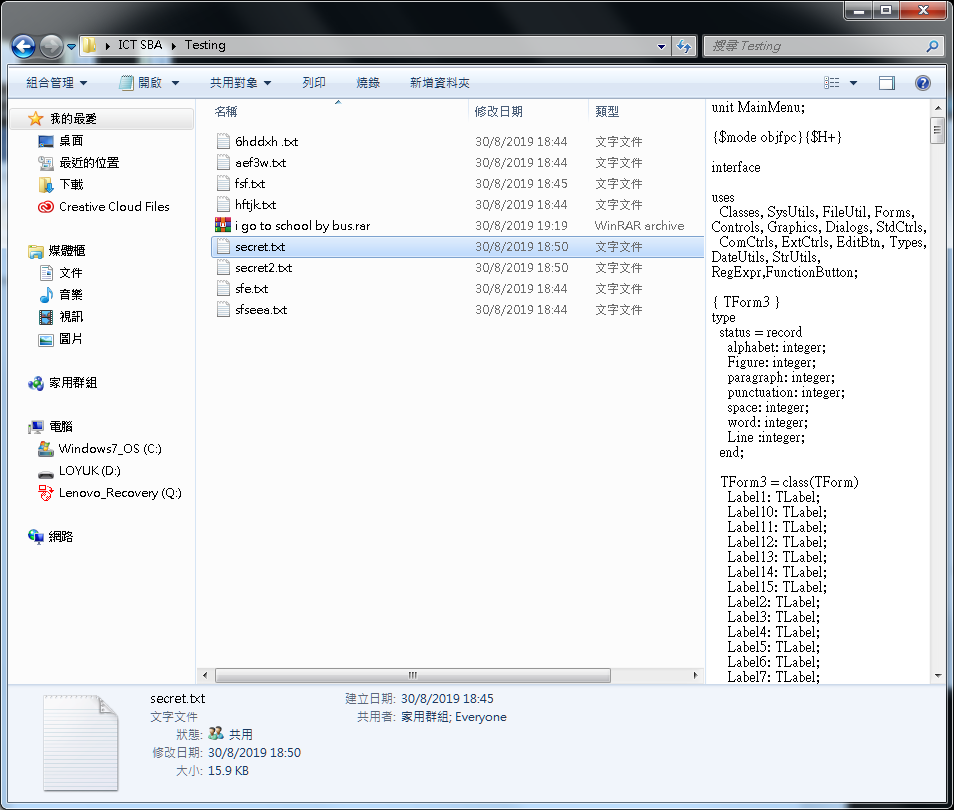 ICT SBA
Testing
搜尋 Testing
組合管理
開啟
共用對象
列印
燒錄
新增資料夾
我的最愛
桌面
最近的位置
下載
Creative Cloud Files
媒體櫃
文件
音樂
視訊
圖片
家用群組
電腦
Windows7_OS (C:)
LOYUK (D:)
Lenovo_Recovery (Q:)
網路
名稱 修改日期 類型
6hddxh .txt 30/8/2019 18:44 文字文件
aef3w.txt 30/8/2019 18:44 文字文件
fsf.txt 30/8/2019 18:45 文字文件
hftjk.txt 30/8/2019 18:44 文字文件
i go to school by bus.rar 30/8/2019 19:19 WinRAR archive
secret.txt 30/8/2019 18:50 文字文件
secret2.txt 30/8/2019 18:50 文字文件
sfe.txt 30/8/2019 18:44 文字文件
sfseea.txt 30/8/2019 18:44 文字文件
unit MainMenu;
{$mode objfpc}{$H+}
interface
uses
Classes, SysUtils, FileUtil, Forms,
Controls, Graphics, Dialogs, StdCtrls,
ComCtrls, ExtCtrls, EditBtn, Types,
DateUtils, StrUtils,
RegExpr,FunctionButton;
{ TForm3 }
type
status = record
alphabet: integer;
Figure: integer;
paragraph: integer;
punctuation: integer;
space: integer;
word: integer;
Line :integer;
end;
TForm3 = class(TForm)
Label1: TLabel;
Label10: TLabel;
Label11: TLabel;
Label12: TLabel;
Label13: TLabel;
Label14: TLabel;
Label15: TLabel;
Label2: TLabel;
Label3: TLabel;
Label4: TLabel;
Label5: TLabel;
Label6: TLabel;
Label7: TLabel;
secret.txt
文字文件
狀態: 共用
修改日期: 30/8/2019 18:50
大小: 15.9 KB
建立日期: 30/8/2019 18:45
共用者: 家用群組; Everyone